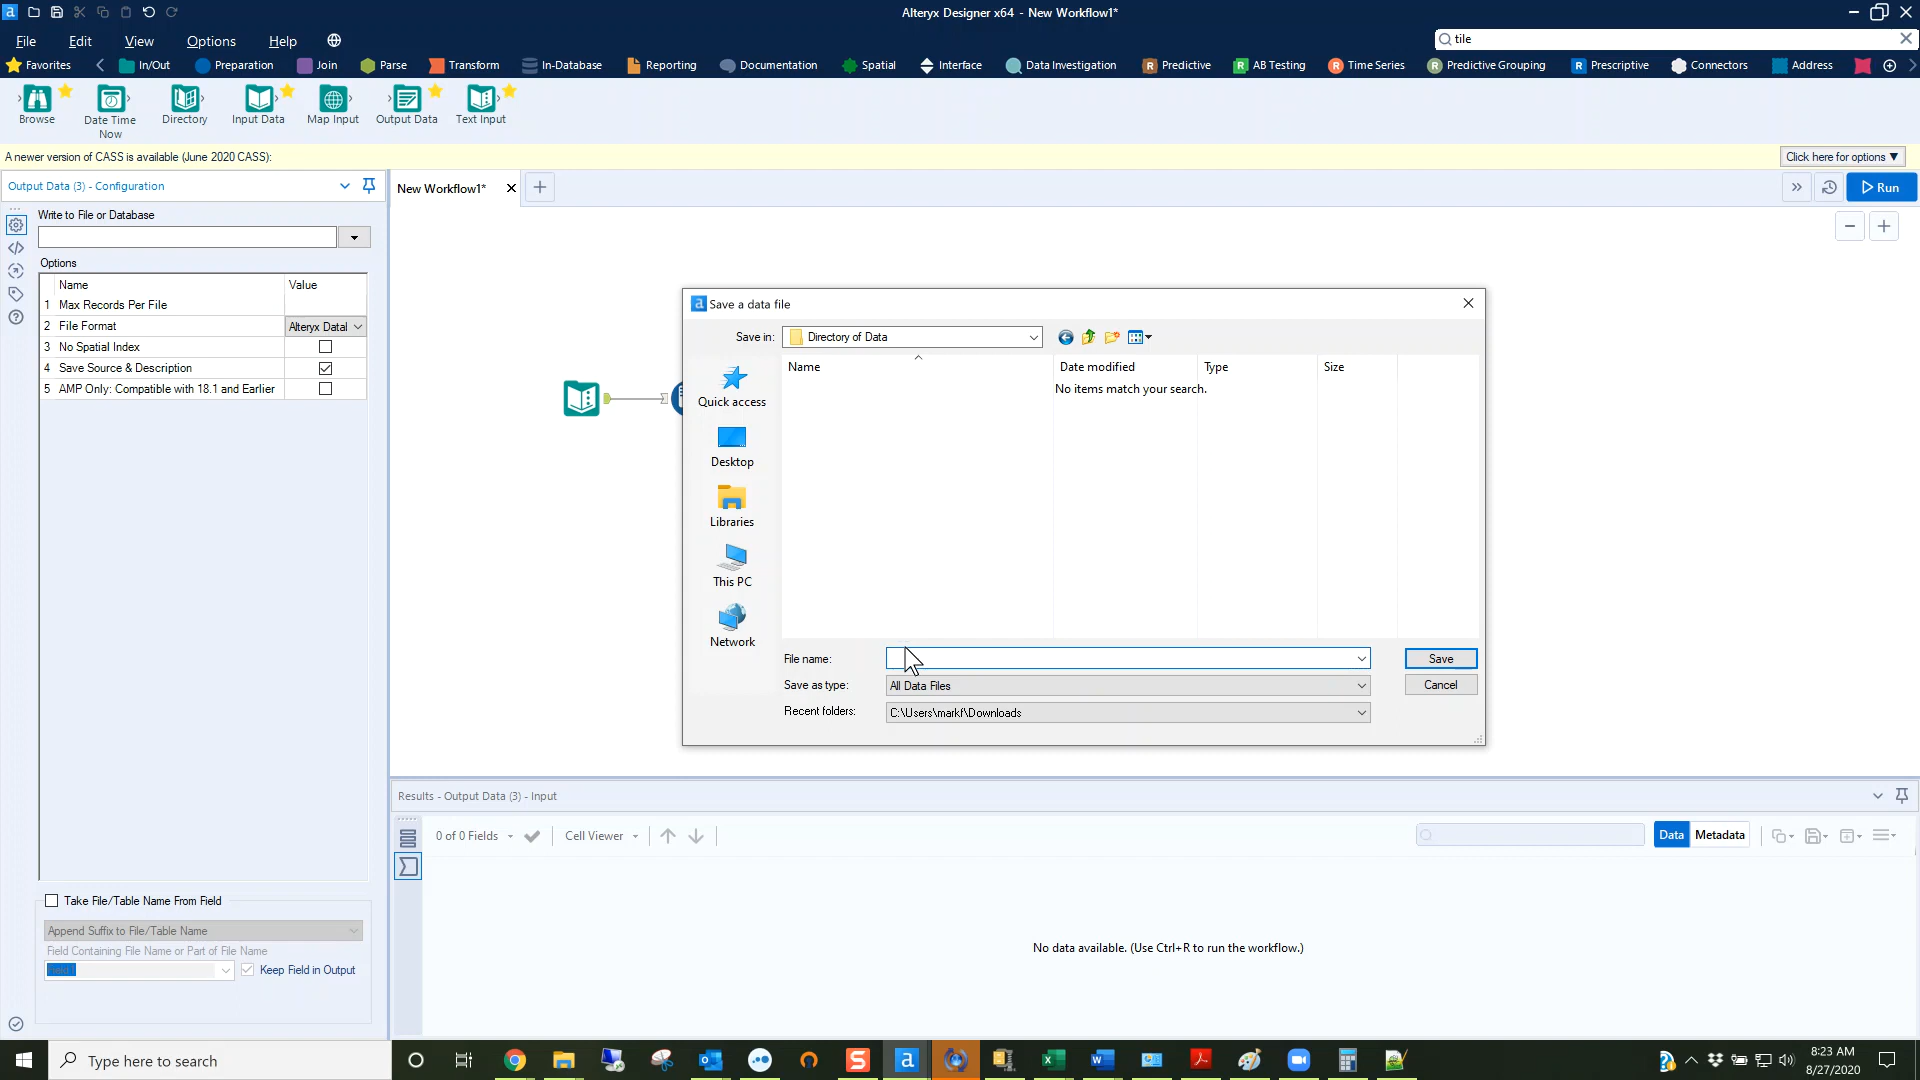 Alteryx Designer x64 - New Workflow1*
File Edit View Options Help
tile
Favorites In/Out Preparation Join Parse Transform In-Database Reporting Documentation Spatial Interface Data Investigation Predictive AB Testing Time Series Predictive Grouping Prescriptive Connectors Address
Browse Date Time Now Directory Input Data Map Input Output Data Text Input
A newer version of CASS is available (June 2020 CASS): Click here for options ▼
Output Data (3) - Configuration
New Workflow1*
Run
Write to File or Database
Options
Name Value
1 Max Records Per File
2 File Format Alteryx Datal
3 No Spatial Index
4 Save Source & Description
5 AMP Only: Compatible with 18.1 and Earlier
Save a data file
Save in: Directory of Data
Name Date modified Type Size
No items match your search.
Quick access
Desktop
Libraries
This PC
Network
File name: Save
Save as type: All Data Files Cancel
Recent folders: C:\Users\markf\Downloads
Results - Output Data (3) - Input
0 of 0 Fields Cell Viewer Data Metadata
No data available. (Use Ctrl+R to run the workflow.)
Take File/Table Name From Field
Append Suffix to File/Table Name
Field Containing File Name or Part of File Name
Keep Field in Output
Type here to search
8:23 AM
8/27/2020